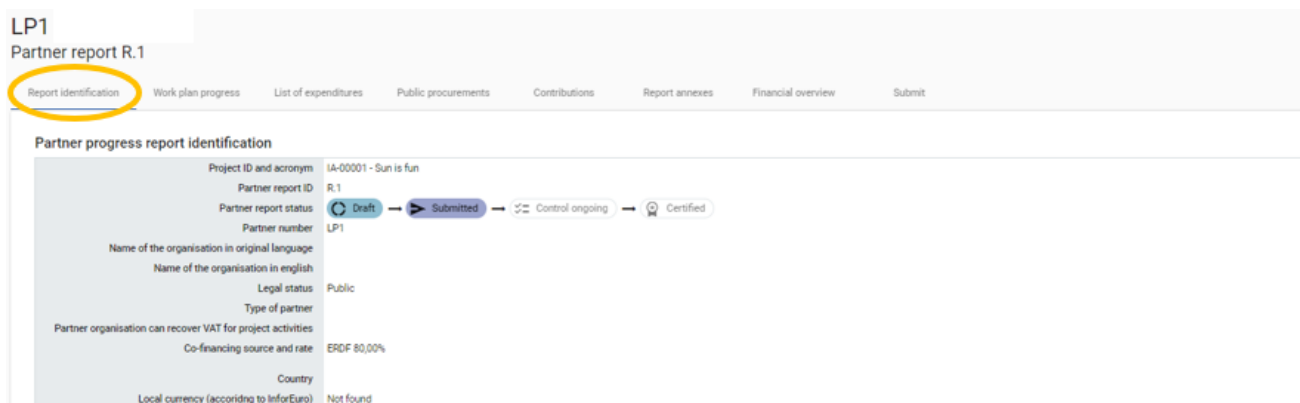 LP1
Partner report R.1
Report identification Work plan progress List of expenditures Public procurements Contributions Report annexes Financial overview Submit
Partner progress report identification
Project ID and acronym IA-00001 - Sun is fun
Partner report ID R.1
Partner report status Draft → Submitted → Control ongoing → Certified
Partner number LP1
Name of the organisation in original language
Name of the organisation in english
Legal status Public
Type of partner
Partner organisation can recover VAT for project activities
Co-financing source and rate ERDF 80,00%
Country
Local currency (accoridng to InforEuro) Not found